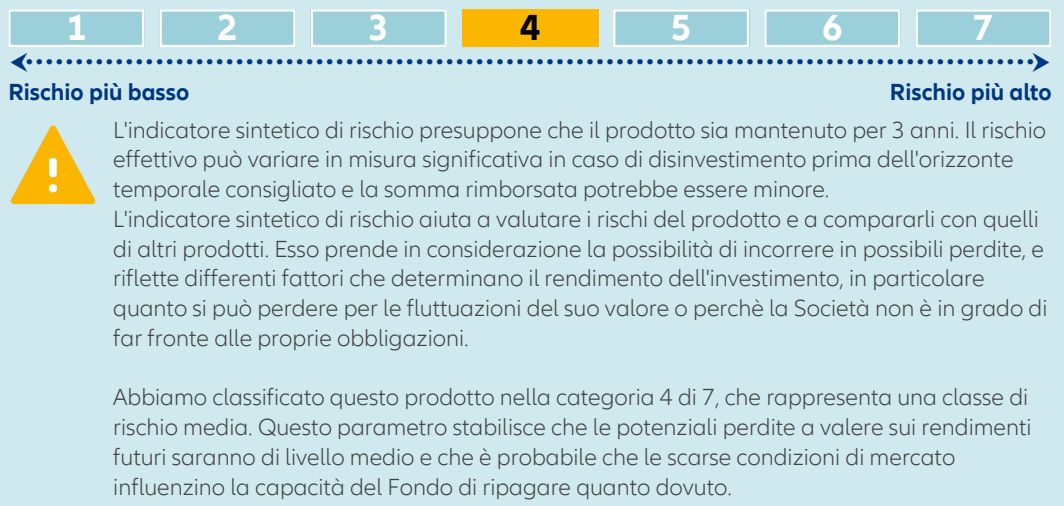 1 2 3 4 5 6 7
Rischio più basso Rischio più alto
L'indicatore sintetico di rischio presuppone che il prodotto sia mantenuto per 3 anni. Il rischio
effettivo può variare in misura significativa in caso di disinvestimento prima dell'orizzonte
temporale consigliato e la somma rimborsata potrebbe essere minore.
L'indicatore sintetico di rischio aiuta a valutare i rischi del prodotto e a compararli con quelli
di altri prodotti. Esso prende in considerazione la possibilità di incorrere in possibili perdite, e
riflette differenti fattori che determinano il rendimento dell'investimento, in particolare
quanto si può perdere per le fluttuazioni del suo valore o perchè la Società non è in grado di
far fronte alle proprie obbligazioni.
Abbiamo classificato questo prodotto nella categoria 4 di 7, che rappresenta una classe di
rischio media. Questo parametro stabilisce che le potenziali perdite a valere sui rendimenti
futuri saranno di livello medio e che è probabile che le scarse condizioni di mercato
influenzino la capacità del Fondo di ripagare quanto dovuto.